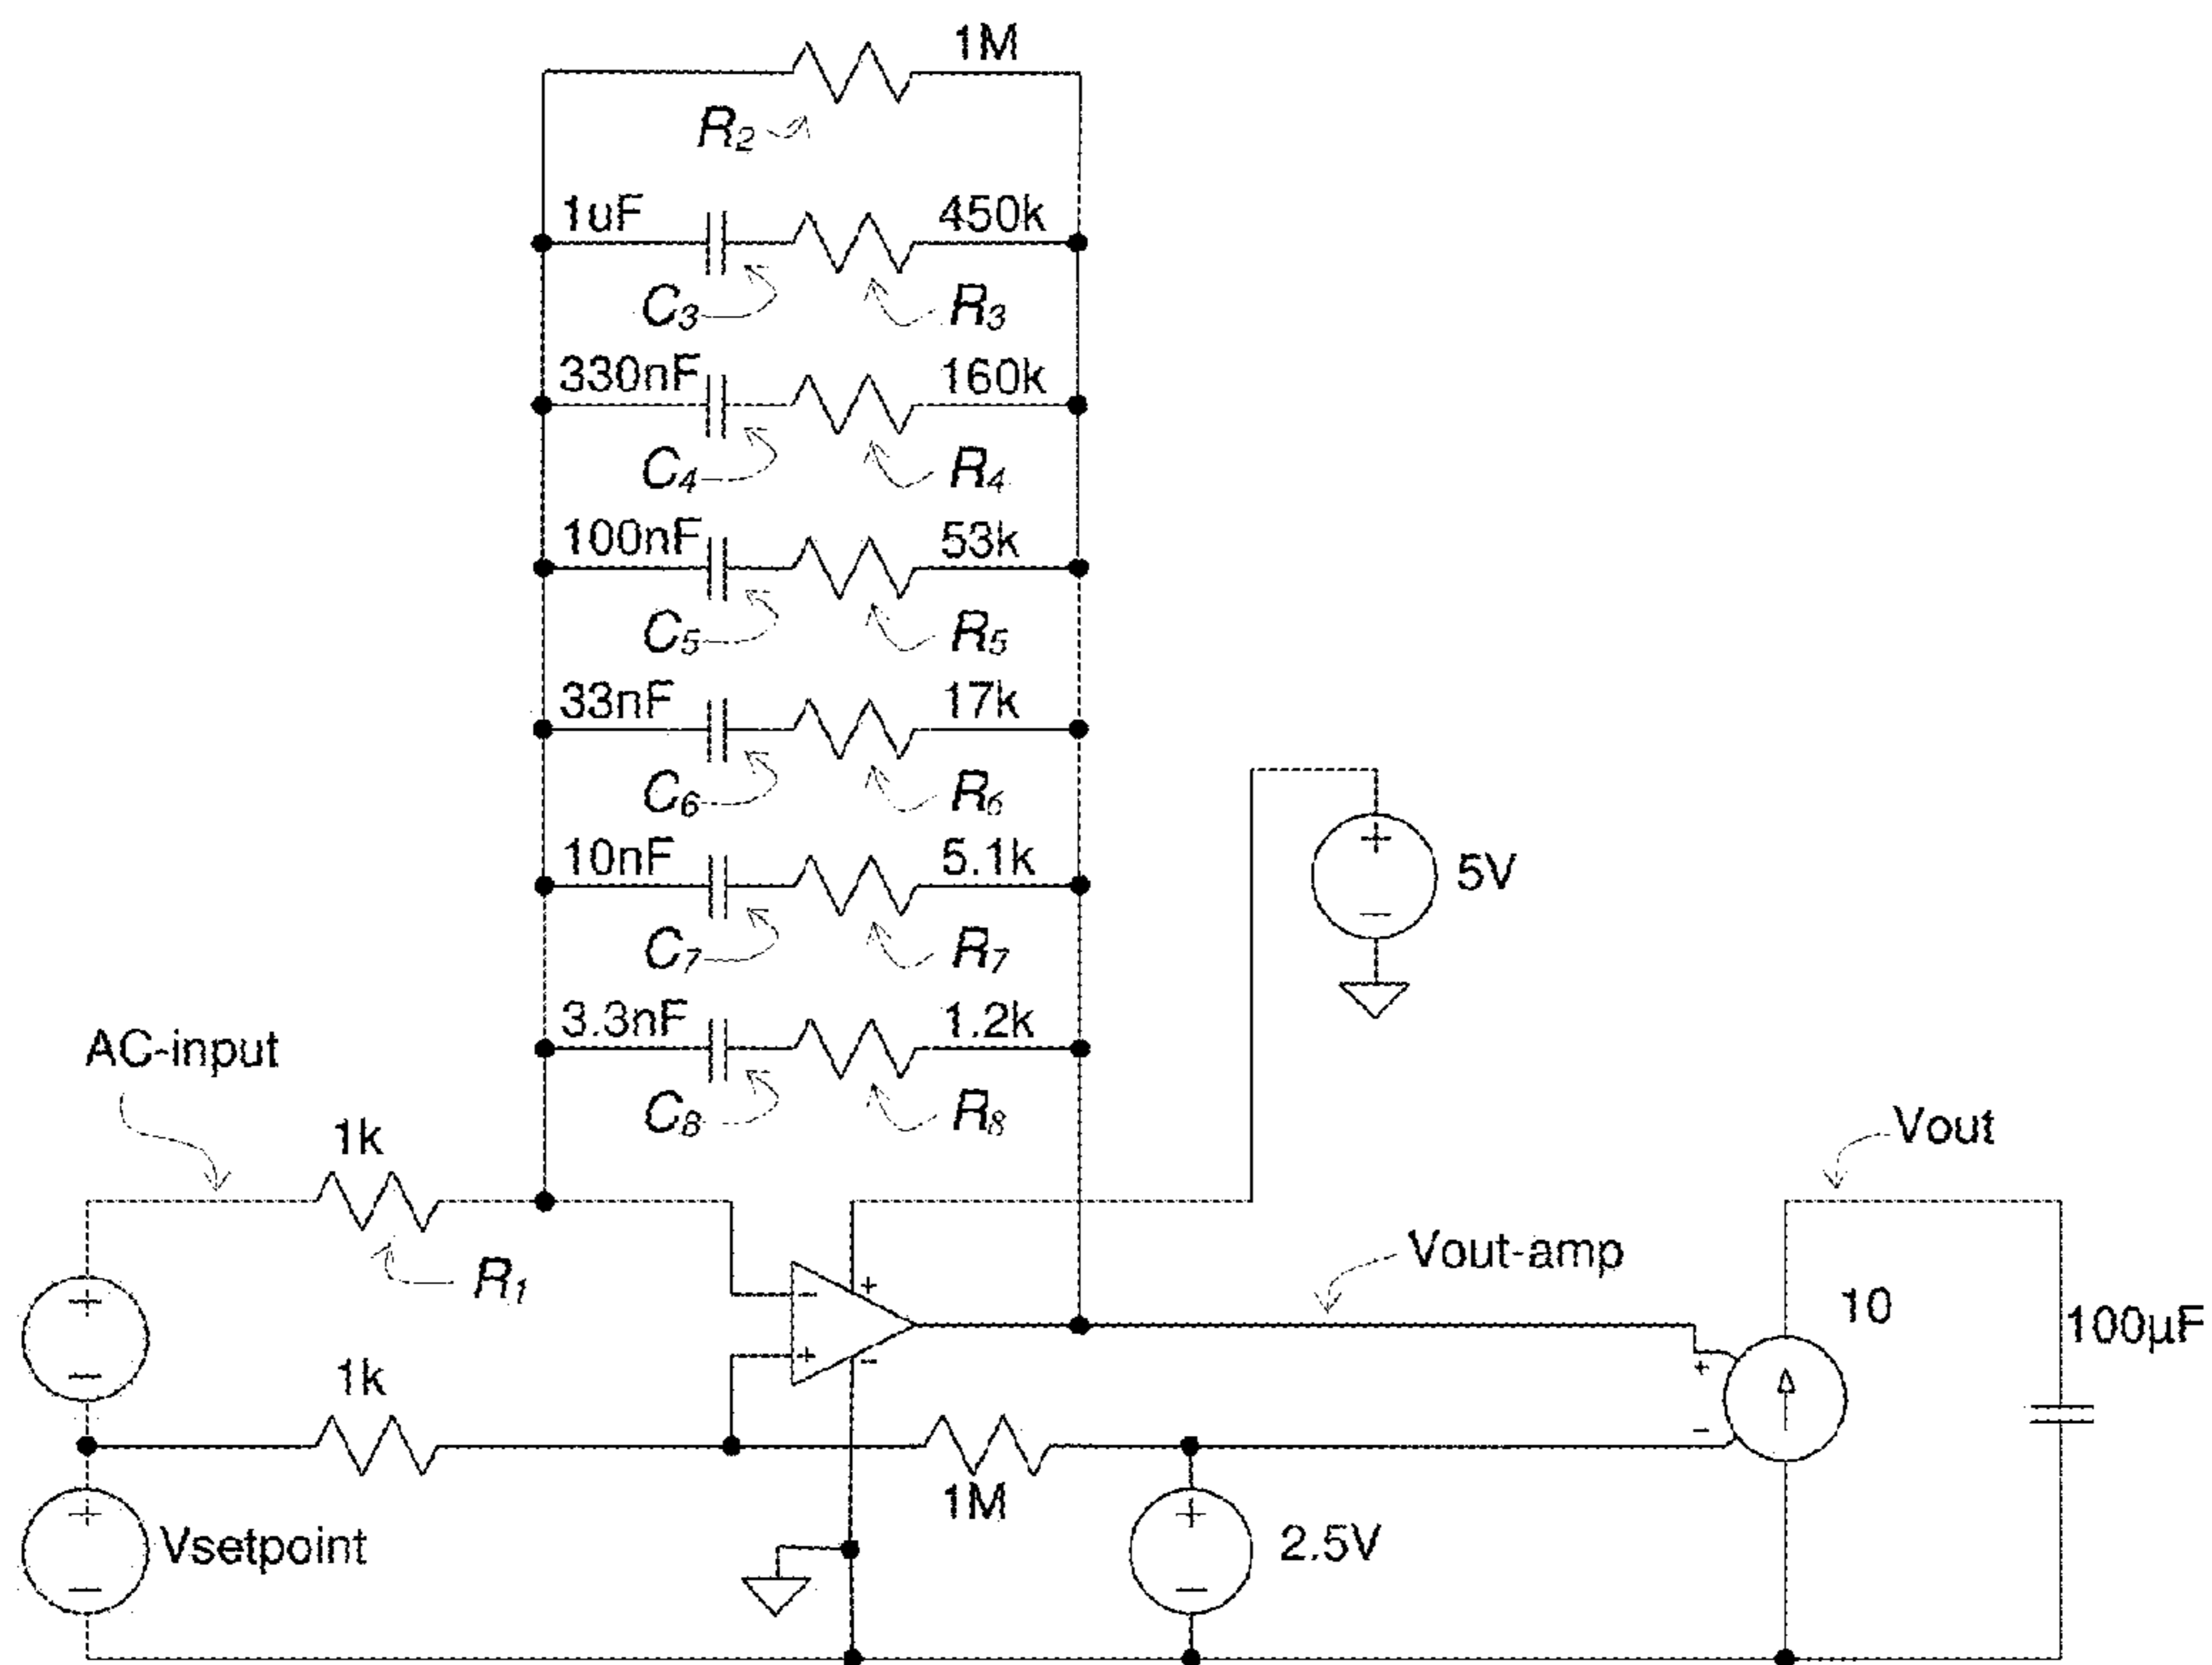 1M
R2
1uF 450k
C3 R3
330nF 160k
C4 R4
100nF 53k
C5 R5
33nF 17k
C6 R6
10nF 5.1k
5V
C7 R7
3.3nF 1.2k
AC-input
C8 R8
1k
Vout
R1
Vout-amp
10
100µF
1k
1M
Vsetpoint
2.5V